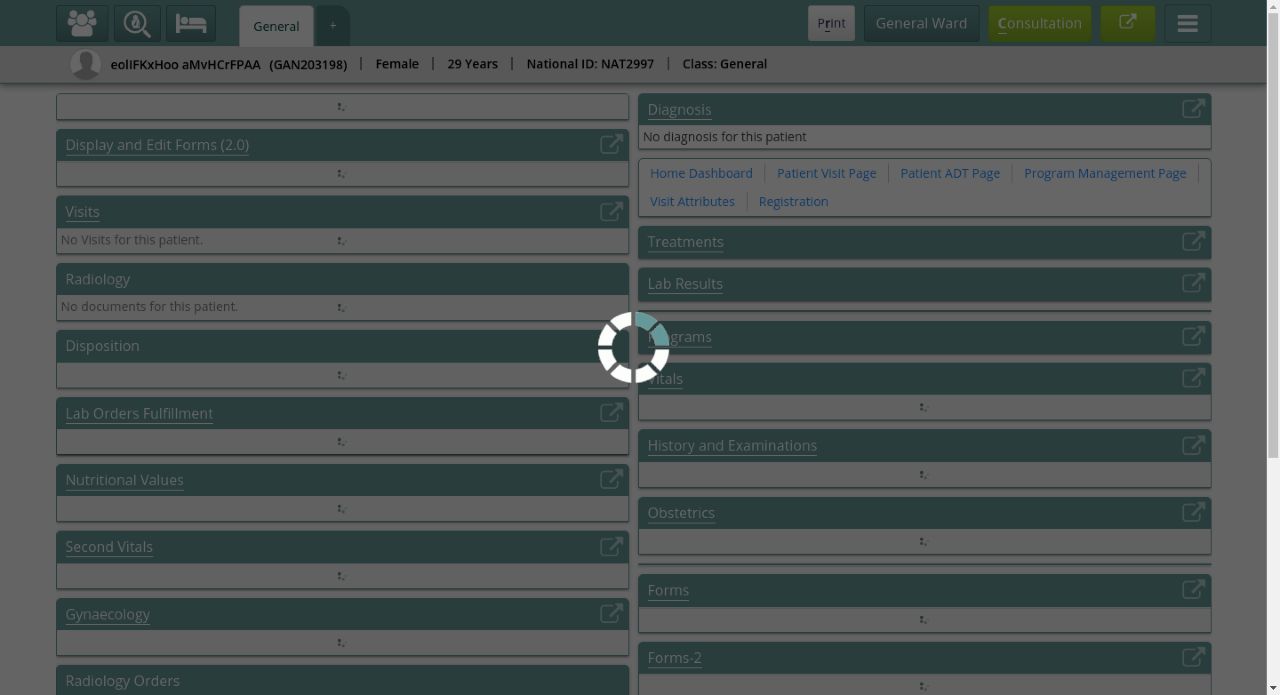 General
+
Print
General Ward
Consultation
eolIFKxHoo aMvHCrFPAA (GAN203198) | Female | 29 Years | National ID: NAT2997 | Class: General
Display and Edit Forms (2.0)
Visits
No Visits for this patient.
Radiology
No documents for this patient.
Disposition
Lab Orders Fulfillment
Nutritional Values
Second Vitals
Gynaecology
Radiology Orders
Diagnosis
No diagnosis for this patient
Home Dashboard | Patient Visit Page | Patient ADT Page | Program Management Page |
Visit Attributes | Registration
Treatments
Lab Results
Programs
Vitals
History and Examinations
Obstetrics
Forms
Forms-2